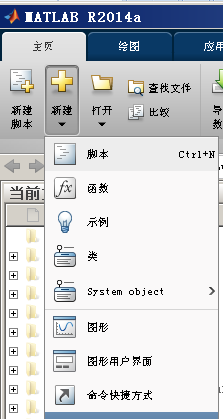 MATLAB R2014a
主页 绘图 应用
新建
脚本
新建
打开
查找文件
比较
导
数
当前
脚本 Ctrl+N
函数
示例
类
System object
图形
图形用户界面
命令快捷方式